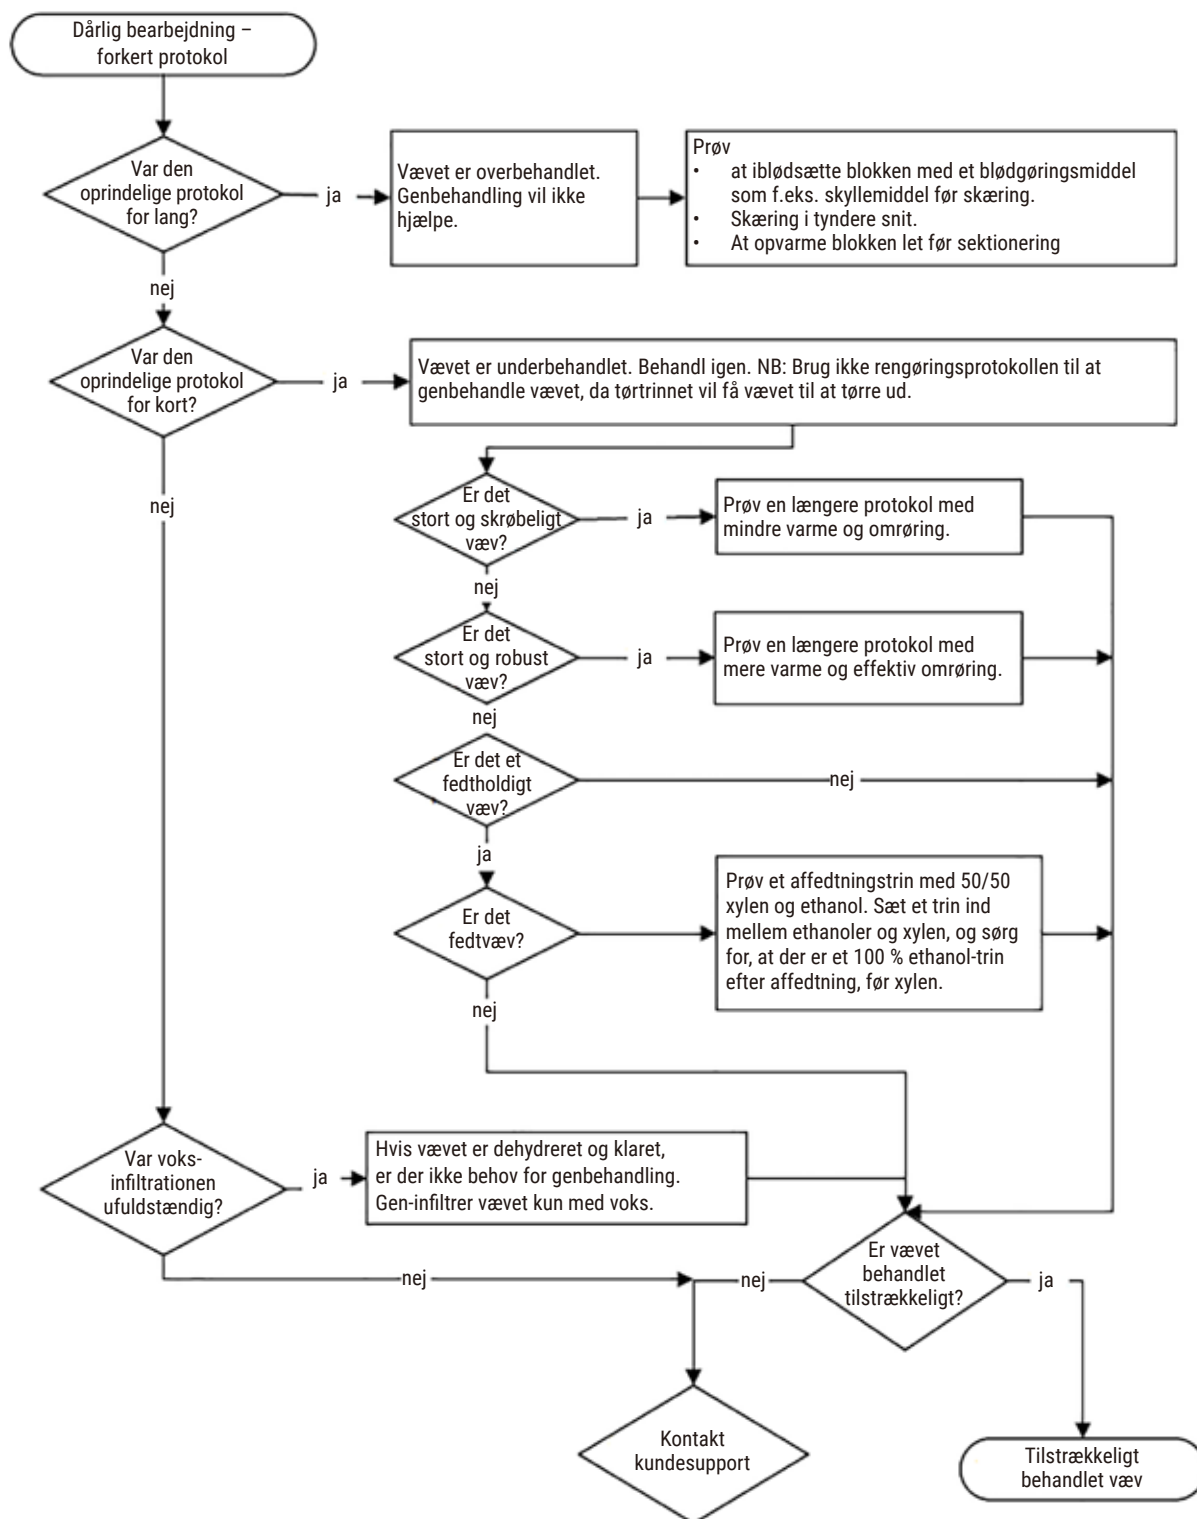 Dårlig bearbejdning –
forkert protokol
Var den
oprindelige protokol
for lang?
ja
Vævet er overbehandlet.
Genbehandling vil ikke
hjælpe.
Prøv
• at iblødsætte blokken med et blødgøringsmiddel
som f.eks. skyllemiddel før skæring.
• Skæring i tyndere snit.
• At opvarme blokken let før sektionering
nej
Var den
oprindelige protokol
for kort?
ja
Vævet er underbehandlet. Behandl igen. NB: Brug ikke rengøringsprotokollen til at
genbehandle vævet, da tørtrinnet vil få vævet til at tørre ud.
nej
Er det
stort og skrøbeligt
væv?
ja
Prøv en længere protokol med
mindre varme og omrøring.
nej
Er det
stort og robust
væv?
ja
Prøv en længere protokol med
mere varme og effektiv omrøring.
nej
Er det et
fedtholdigt
væv?
nej
ja
Er det
fedtvæv?
Prøv et affedtningstrin med 50/50
xylen og ethanol. Sæt et trin ind
mellem ethanoler og xylen, og sørg
for, at der er et 100 % ethanol-trin
efter affedtning, før xylen.
nej
Var voks-
infiltrationen
ufuldstændig?
ja
Hvis vævet er dehydreret og klaret,
er der ikke behov for genbehandling.
Gen-infiltrer vævet kun med voks.
nej
Er vævet
behandlet
tilstrækkeligt?
nej
ja
Kontakt
kundesupport
Tilstrækkeligt
behandlet væv